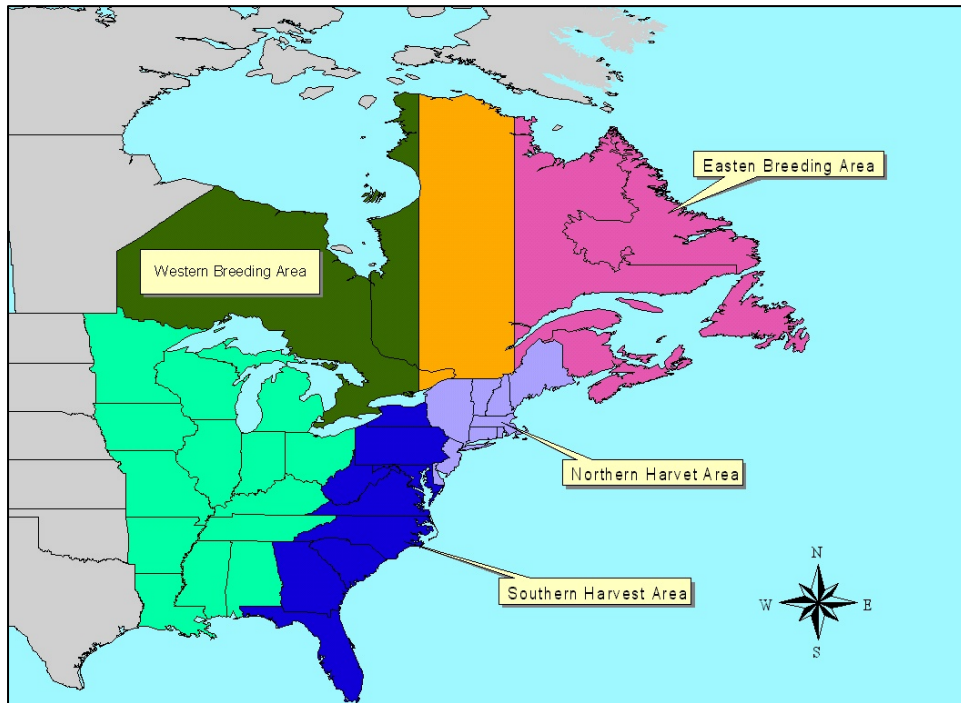 Easten Breeding Area
Western Breeding Area
Northern Harvet Area
Southern Harvest Area
N
W
E
S